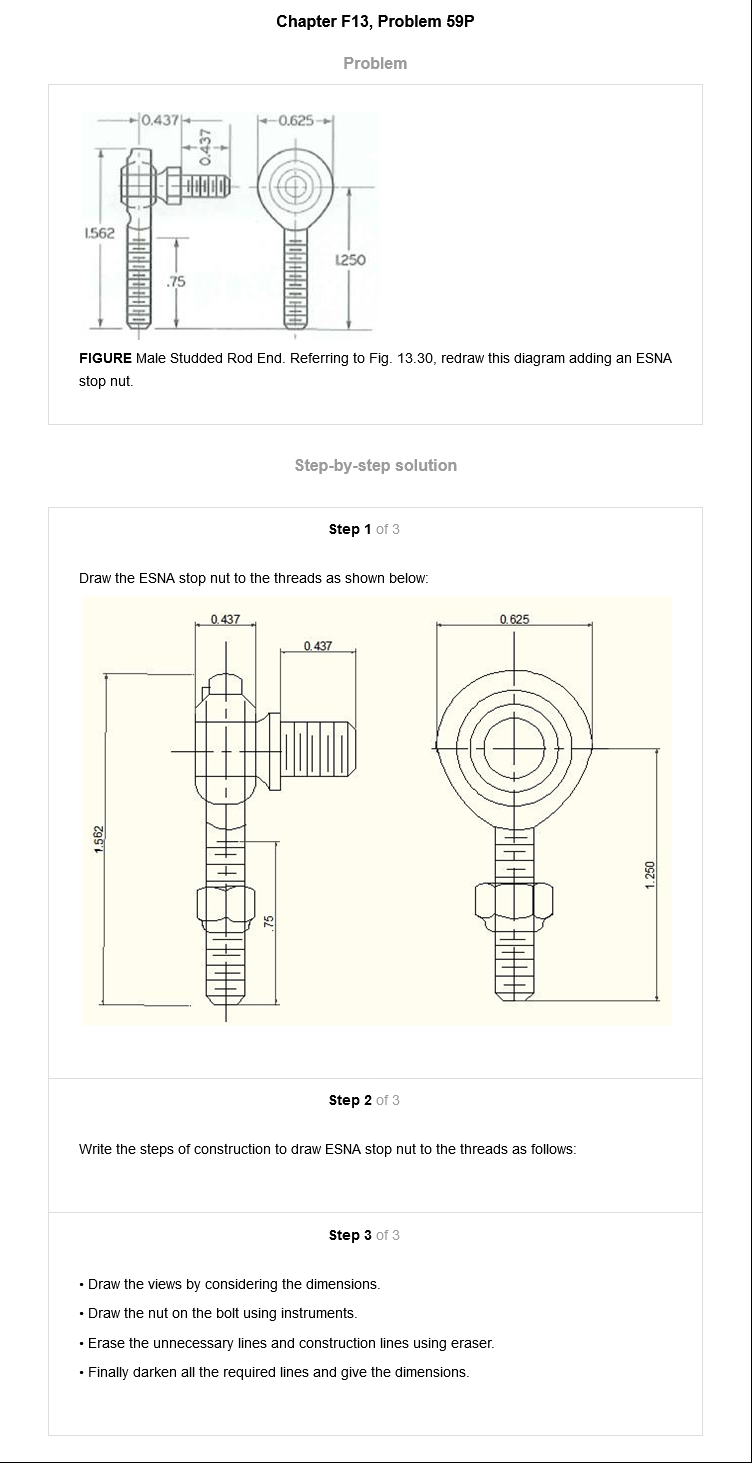 Chapter F13, Problem 59P
Problem
0.437
0.437
0.625
1.562
.75
1.250
FIGURE Male Studded Rod End. Referring to Fig. 13.30, redraw this diagram adding an ESNA
stop nut.
Step-by-step solution
Step 1 of 3
Draw the ESNA stop nut to the threads as shown below:
0.437
0.437
0.625
1.562
.75
1.250
Step 2 of 3
Write the steps of construction to draw ESNA stop nut to the threads as follows:
Step 3 of 3
• Draw the views by considering the dimensions.
• Draw the nut on the bolt using instruments.
• Erase the unnecessary lines and construction lines using eraser.
• Finally darken all the required lines and give the dimensions.